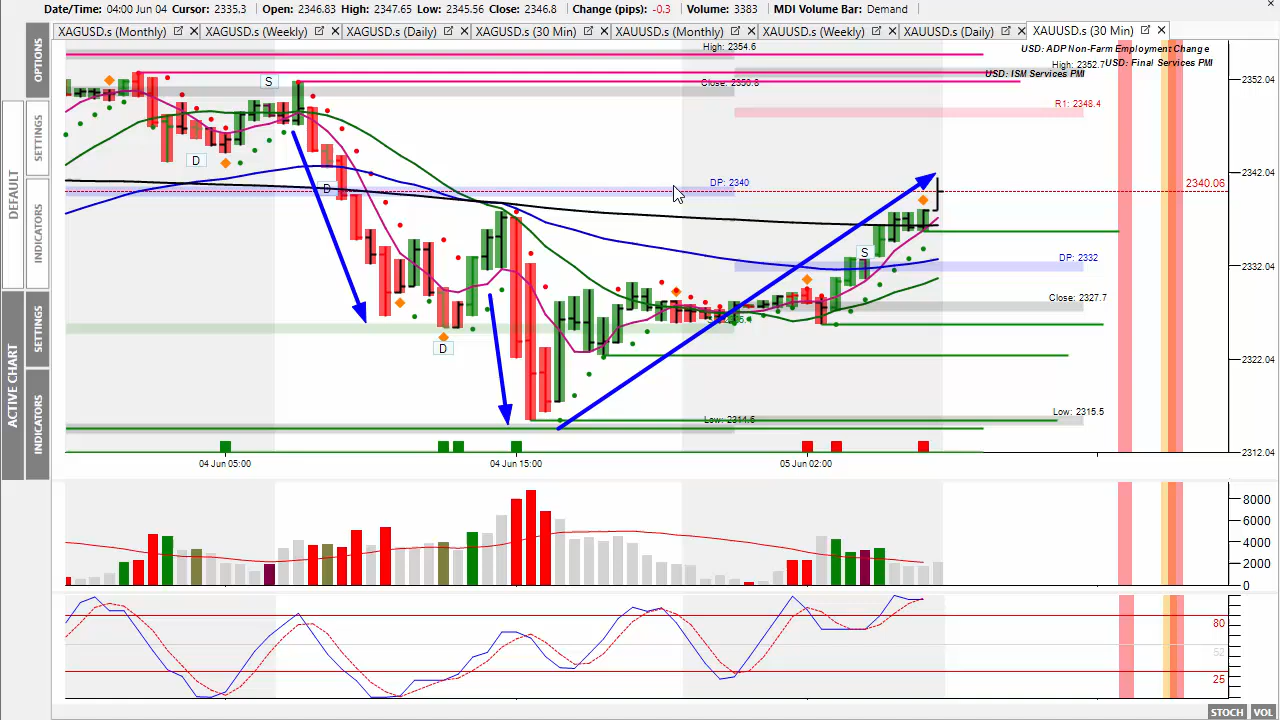 Date/Time: 04:00 Jun 04 Cursor: 2335.3 Open: 2346.83 High: 2347.65 Low: 2345.56 Close: 2346.8 Change (pips): -0.3 Volume: 3383 MDI Volume Bar: Demand
XAGUSD.s (Monthly) XAGUSD.s (Weekly) XAGUSD.s (Daily) XAGUSD.s (30 Min) XAUUSD.s (Monthly) XAUUSD.s (Weekly) XAUUSD.s (Daily) XAUUSD.s (30 Min)
OPTIONS
DEFAULT
SETTINGS
INDICATORS
ACTIVE CHART
SETTINGS
INDICATORS
High: 2354.6
USD: ADP Non-Farm Employment Change
High: 2352.7
USD: Final Services PMI
USD: ISM Services PMI
S
R1: 2348.4
D
D
DP: 2340
S
DP: 2332
Close: 2327.7
D
Low: 2314.6
Low: 2315.5
2352.04
2342.04
2340.06
2332.04
2322.04
2312.04
04 Jun 05:00 04 Jun 15:00 05 Jun 02:00
8000
6000
4000
2000
0
80
52
25
STOCH VOL